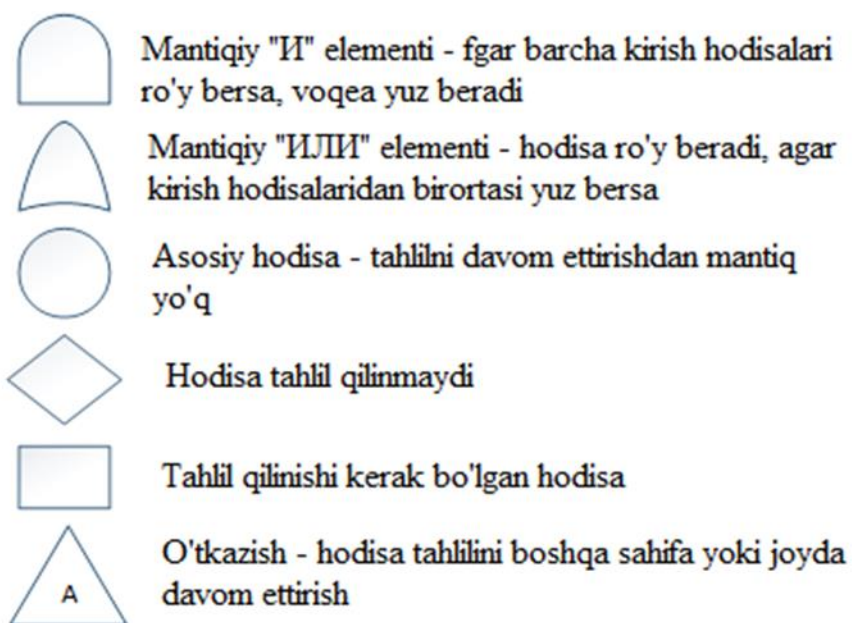 Mantiqiy "И" elementi - fgar barcha kirish hodisalari
ro'y bersa, voqea yuz beradi
Mantiqiy "ИЛИ" elementi - hodisa ro'y beradi, agar
kirish hodisalaridan birortasi yuz bersa
Asosiy hodisa - tahlilni davom ettirishdan mantiq
yo'q
Hodisa tahlil qilinmaydi
Tahlil qilinishi kerak bo'lgan hodisa
O'tkazish - hodisa tahlilini boshqa sahifa yoki joyda
A davom ettirish